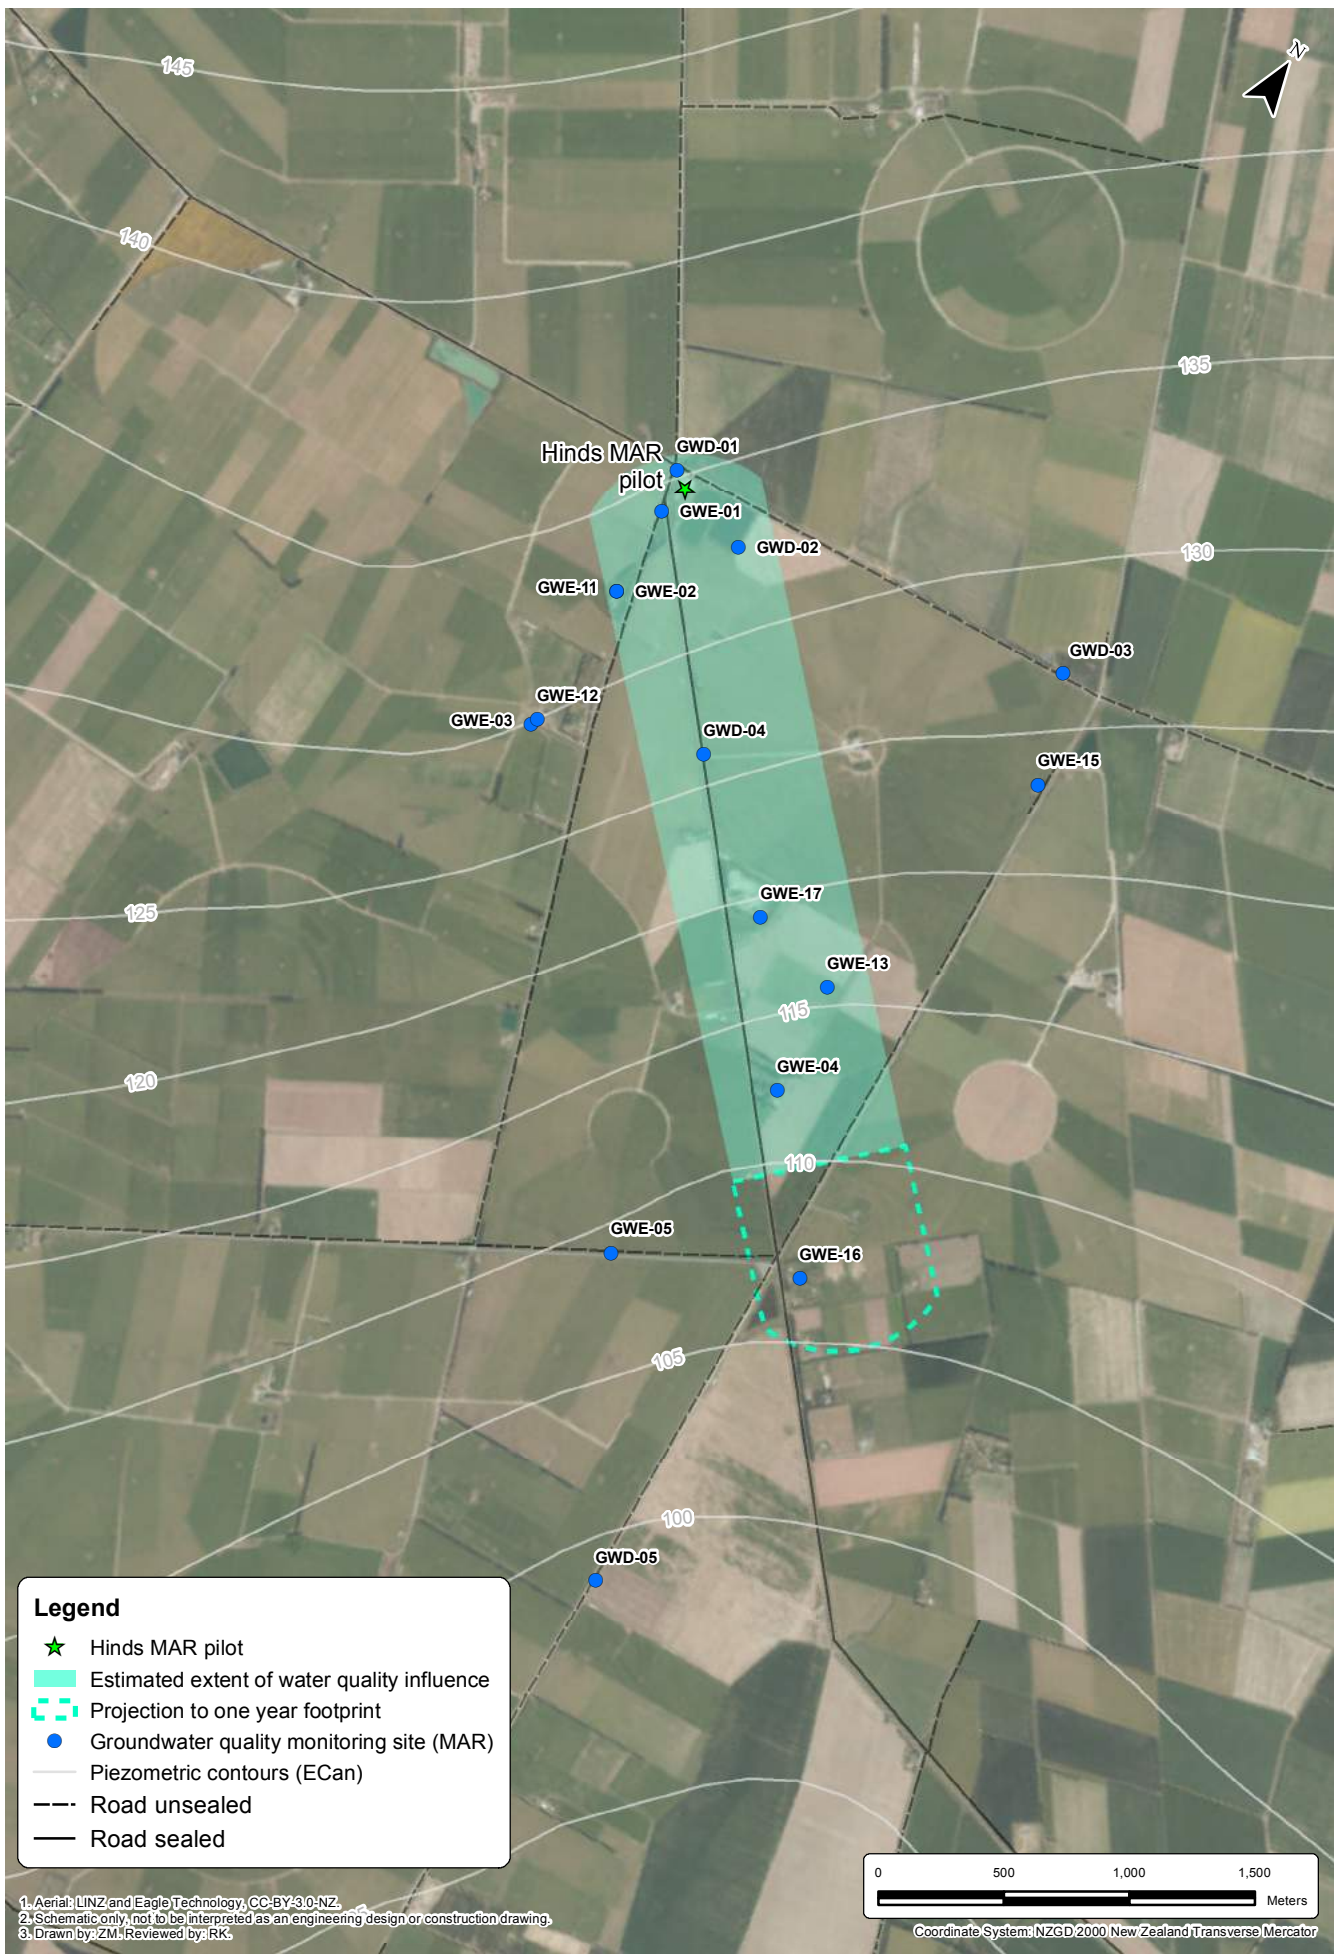 N
145
140
135
Hinds MAR
pilot
GWD-01
GWE-01
GWD-02
130
GWE-11
GWE-02
GWD-03
GWE-12
GWE-03
GWD-04
GWE-15
125
GWE-17
GWE-13
115
120
GWE-04
110
GWE-05
GWE-16
105
100
GWD-05
Legend
Hinds MAR pilot
Estimated extent of water quality influence
Projection to one year footprint
Groundwater quality monitoring site (MAR)
Piezometric contours (ECan)
Road unsealed
Road sealed
0 500 1,000 1,500
Meters
1. Aerial: LINZ and Eagle Technology, CC-BY-3.0-NZ.
2. Schematic only, not to be interpreted as an engineering design or construction drawing.
3. Drawn by: ZM. Reviewed by: RK.
Coordinate System: NZGD 2000 New Zealand Transverse Mercator